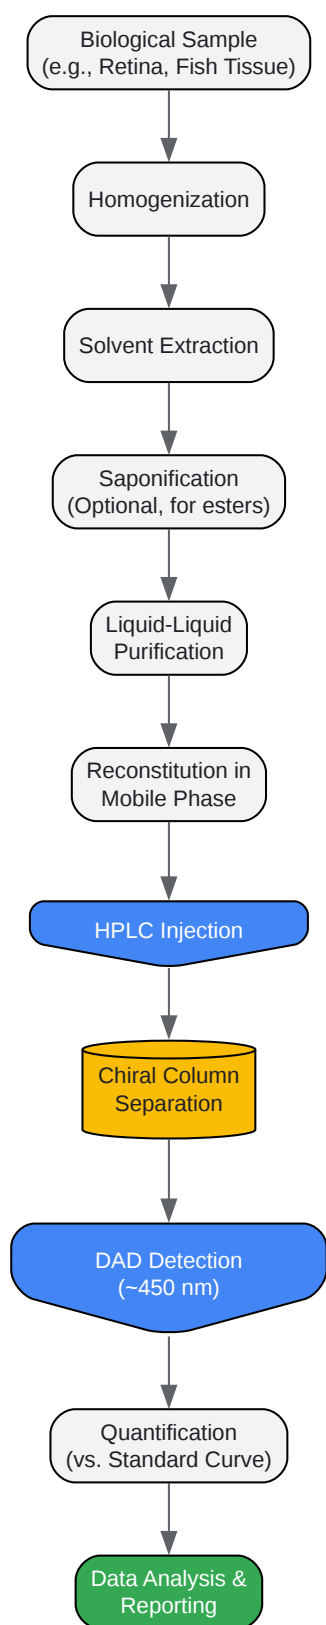 Biological Sample
(e.g., Retina, Fish Tissue)
Homogenization
Solvent Extraction
Saponification
(Optional, for esters)
Liquid-Liquid
Purification
Reconstitution in
Mobile Phase
HPLC Injection
Chiral Column
Separation
DAD Detection
(~450 nm)
Quantification
(vs. Standard Curve)
Data Analysis &
Reporting